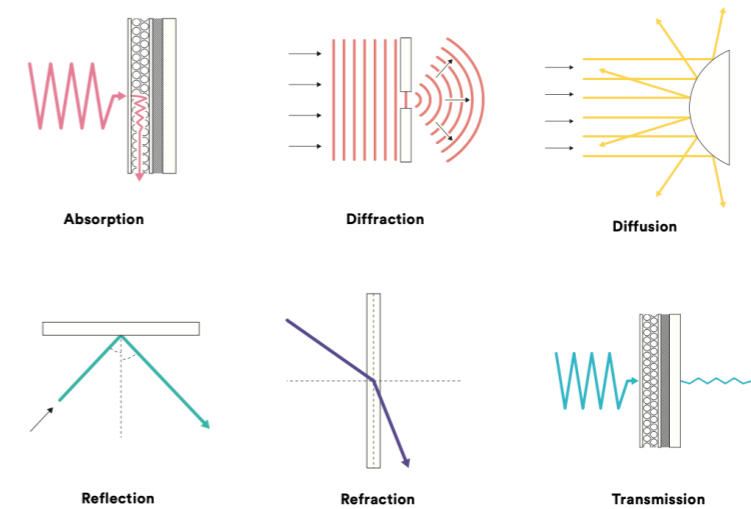 Absorption
Diffraction
Diffusion
Reflection
Refraction
Transmission